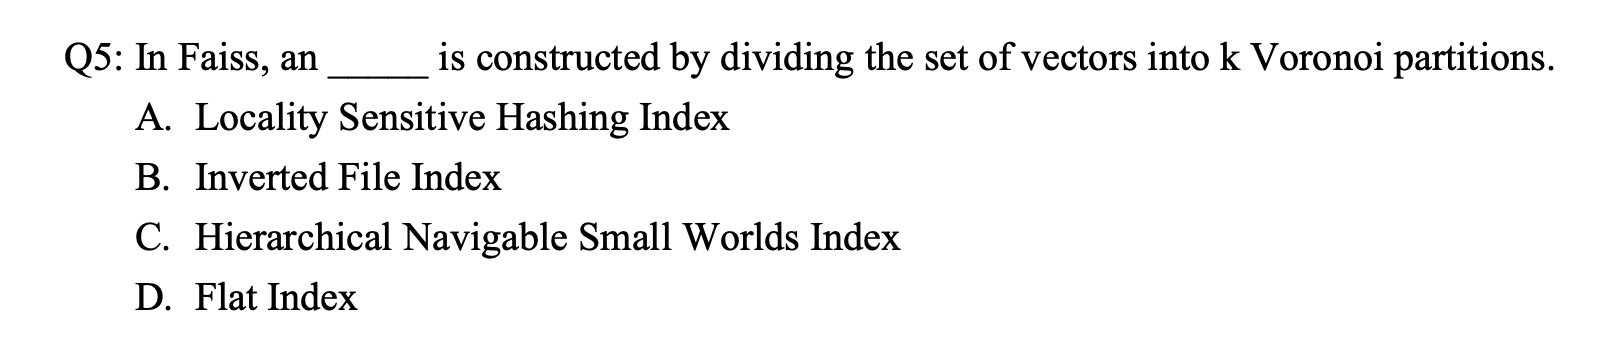 Q5: In Faiss, an _____ is constructed by dividing the set of vectors into k Voronoi partitions.
A. Locality Sensitive Hashing Index
B. Inverted File Index
C. Hierarchical Navigable Small Worlds Index
D. Flat Index